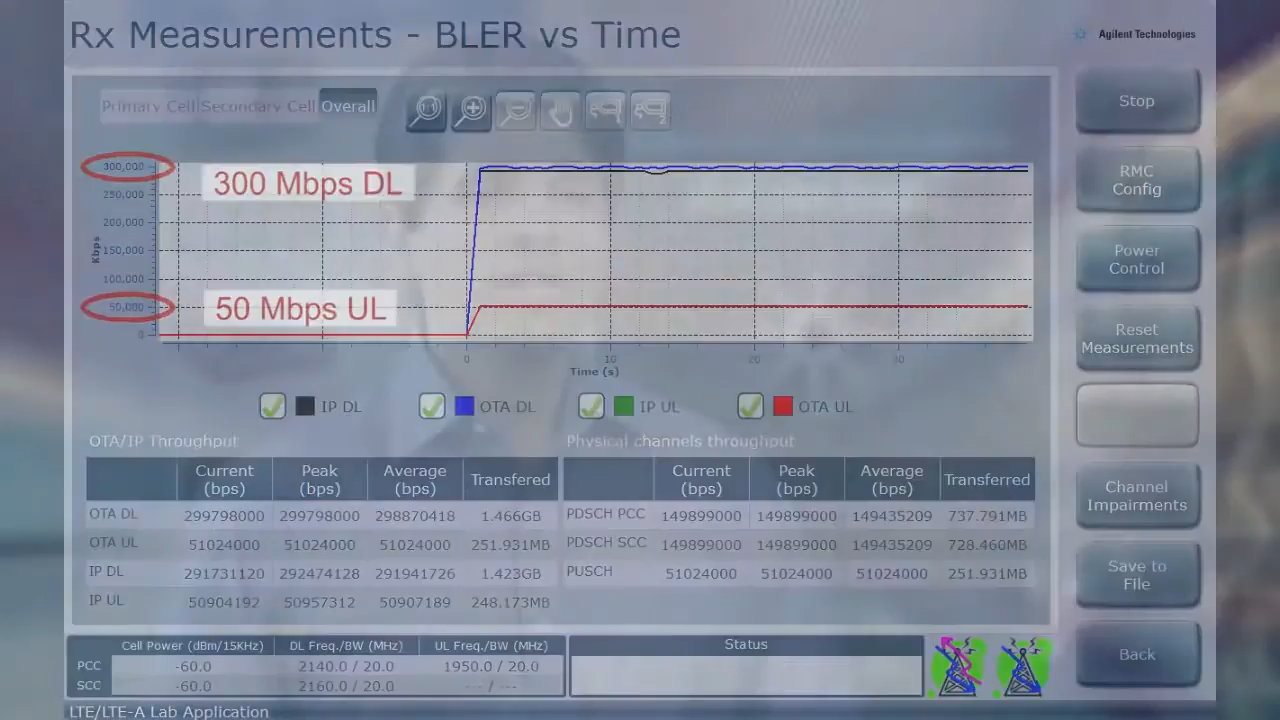 Rx Measurements - BLER vs Time
Agilent Technologies
Primary Cell Secondary Cell Overall
1:1
Stop
RMC
Config
Power
Control
Reset
Measurements
Channel
Impairments
Save to
File
Back
300,000
250,000
200,000
150,000
100,000
50,000
0
Kbps
300 Mbps DL
50 Mbps UL
0 10 20 30
Time (s)
IP DL OTA DL IP UL OTA UL
OTA/IP Throughput
Current (bps) Peak (bps) Average (bps) Transfered
OTA DL 299798000 299798000 298870418 1.466GB
OTA UL 51024000 51024000 51024000 251.931MB
IP DL 291731120 292474128 291941726 1.423GB
IP UL 50904192 50957312 50907189 248.173MB
Physical channels throughput
Current (bps) Peak (bps) Average (bps) Transferred
PDSCH PCC 149899000 149899000 149435209 737.791MB
PDSCH SCC 149899000 149899000 149435209 728.460MB
PUSCH 51024000 51024000 51024000 251.931MB
Cell Power (dBm/15KHz) DL Freq./BW (MHz) UL Freq./BW (MHz)
PCC -60.0 2140.0 / 20.0 1950.0 / 20.0
SCC -60.0 2160.0 / 20.0 --- / ---
Status
LTE/LTE-A Lab Application